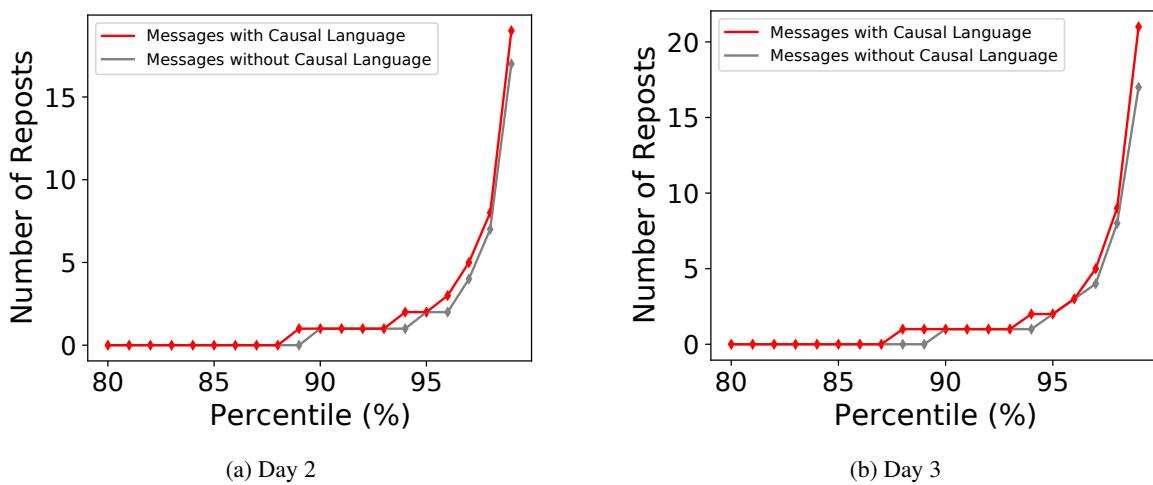 Messages with Causal Language
Messages without Causal Language
Number of Reposts
15
10
5
0
80 85 90 95
Percentile (%)
(a) Day 2
Messages with Causal Language
Messages without Causal Language
Number of Reposts
20
15
10
5
0
80 85 90 95
Percentile (%)
(b) Day 3